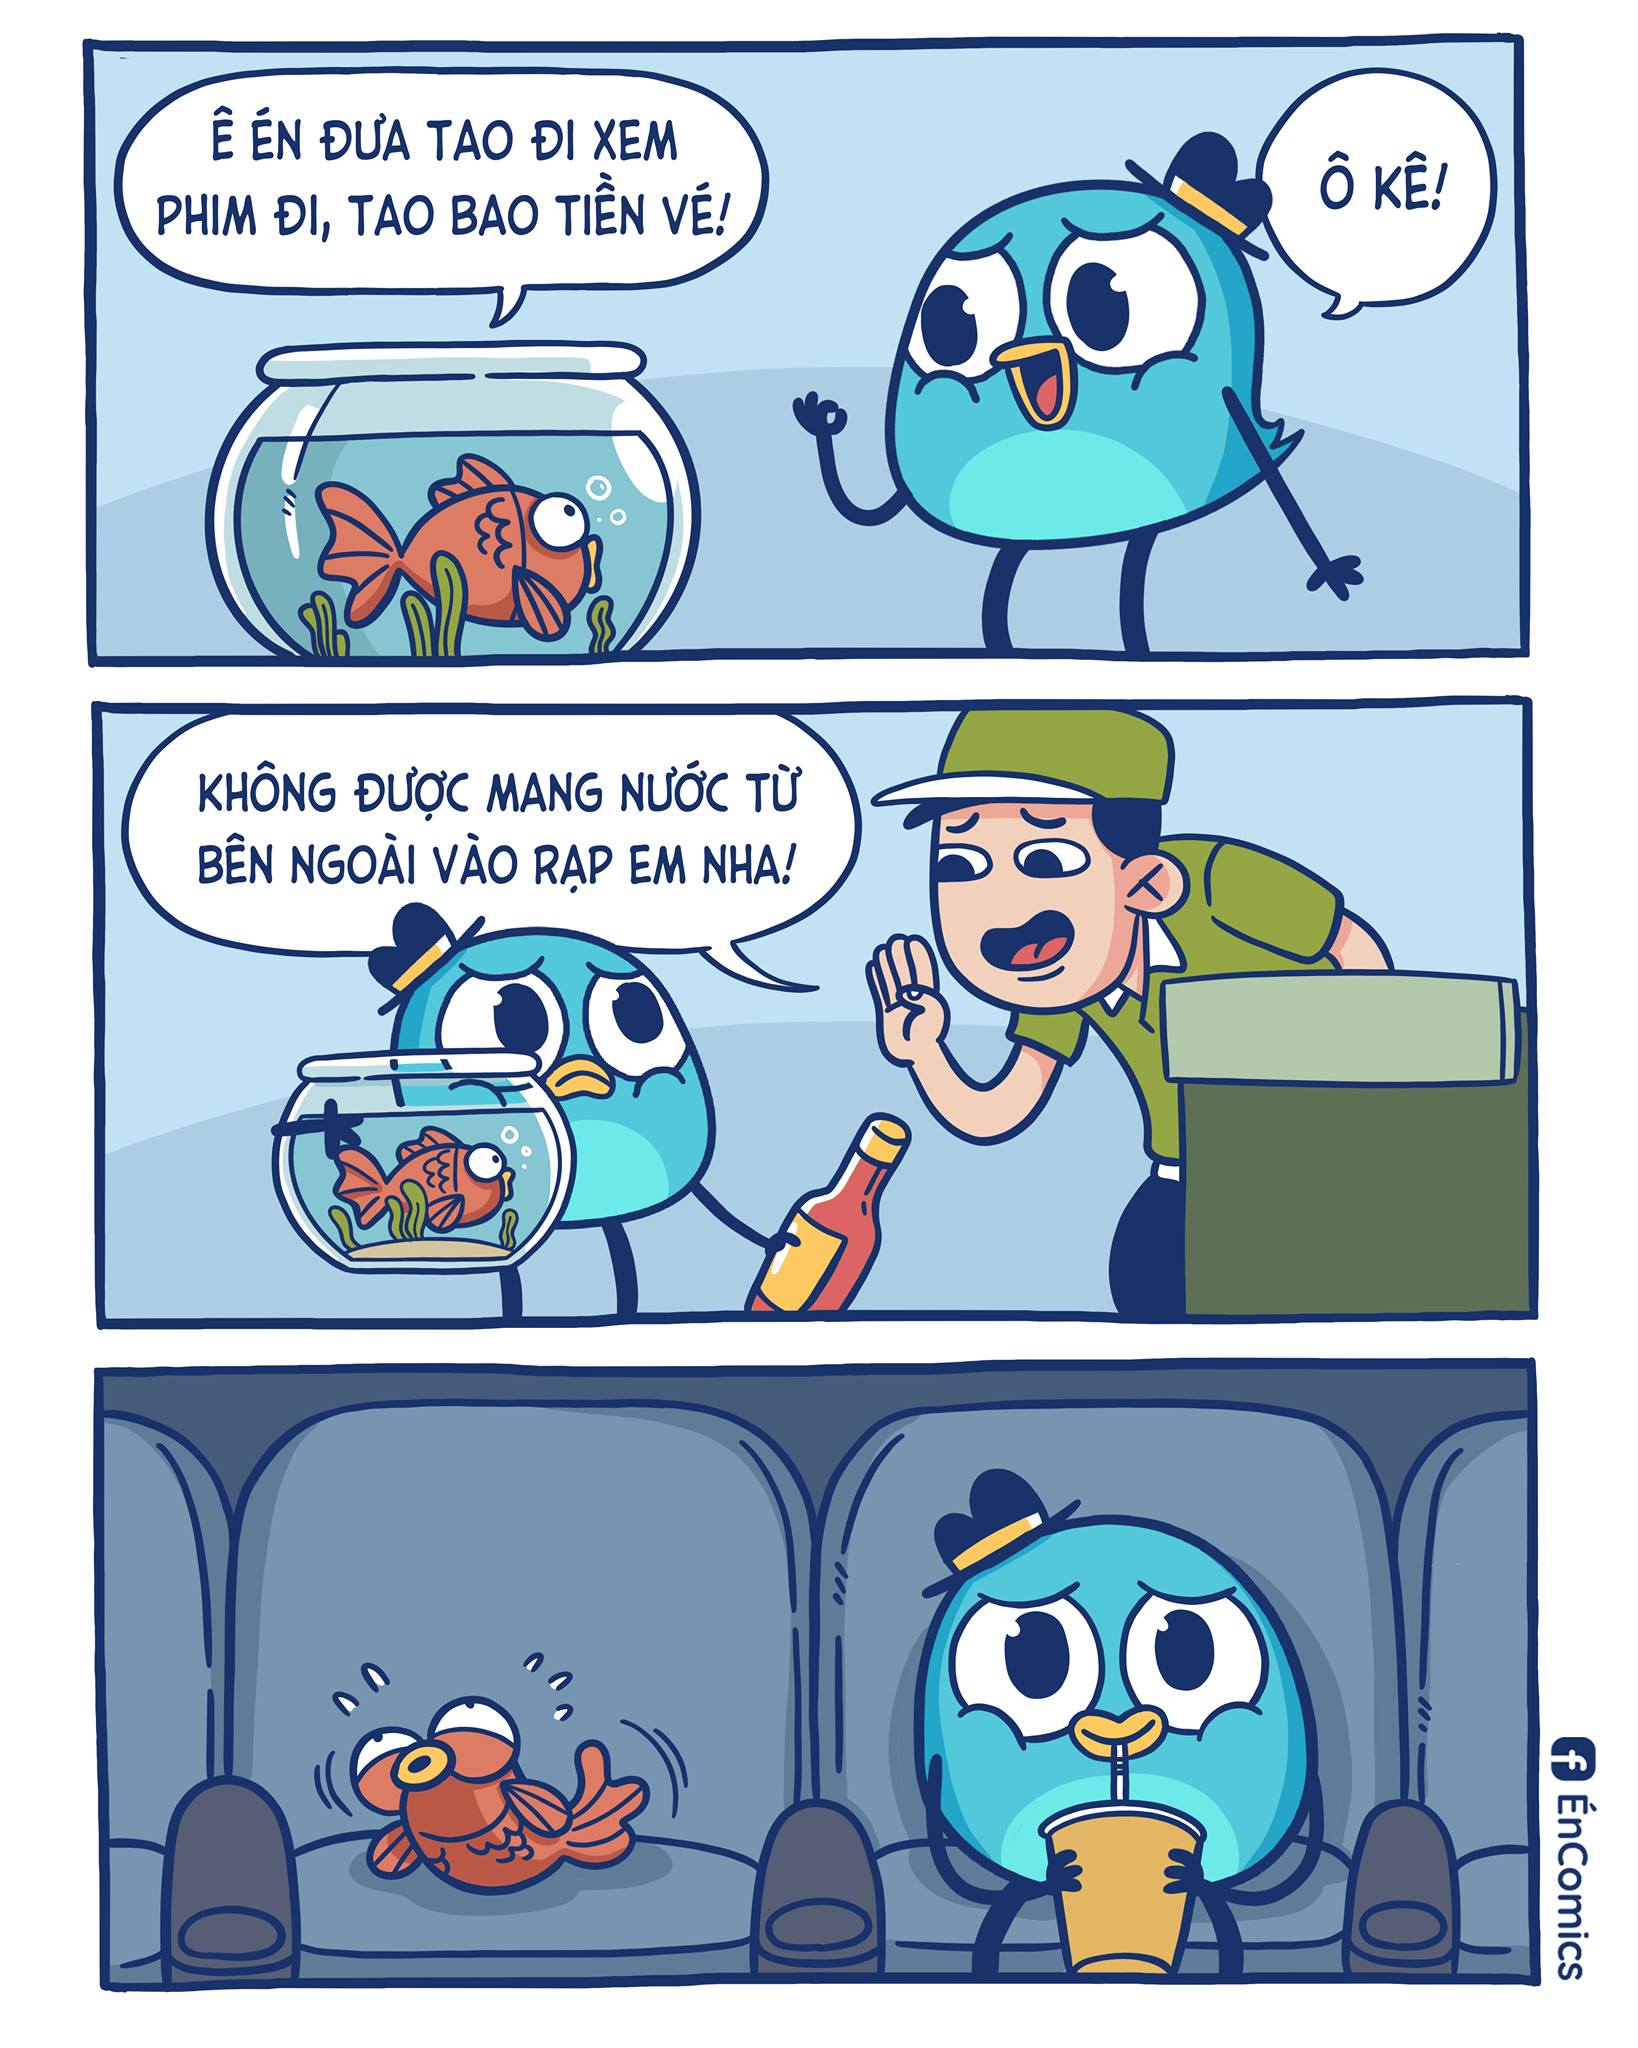 Ê ÉN ĐƯA TAO ĐI XEM
PHIM ĐI, TAO BAO TIỀN VÉ!
Ô KÊ!
KHÔNG ĐƯỢC MANG NƯỚC TỪ
BÊN NGOÀI VÀO RẠP EM NHA!
f ÉnComics